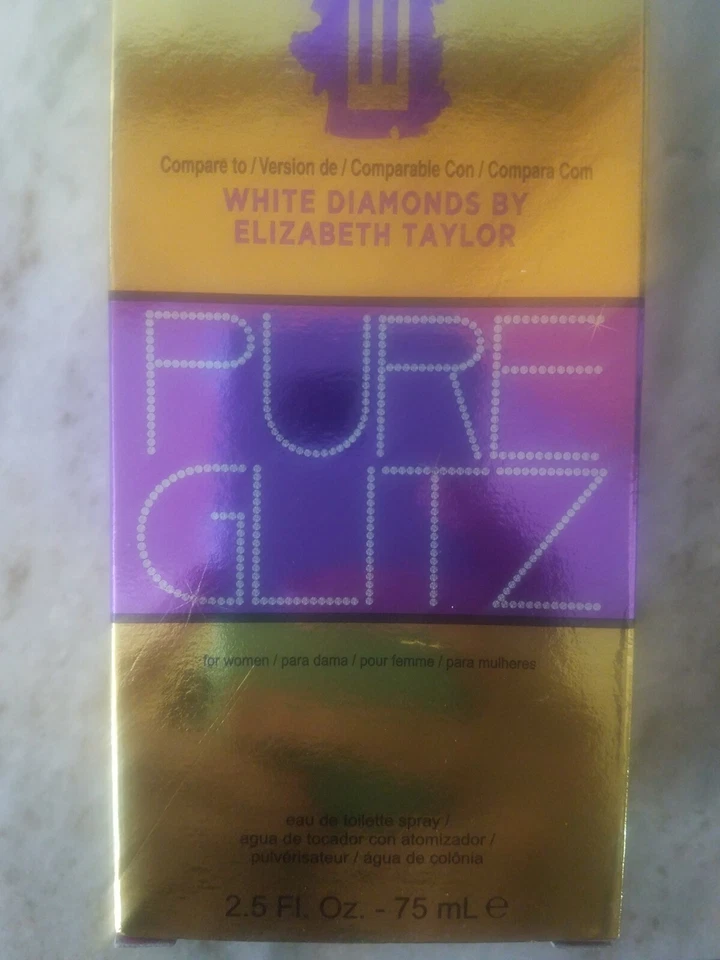 Compare to / Version de / Comparable Con / Compara Com
WHITE DIAMONDS BY
ELIZABETH TAYLOR
PURE
GLITZ
for women / para dama / pour femme / para mulheres
eau de toilette spray /
agua de tocador con atomizador /
pulvérisateur / água de colônia
2.5 Fl. Oz. - 75 mL ℮